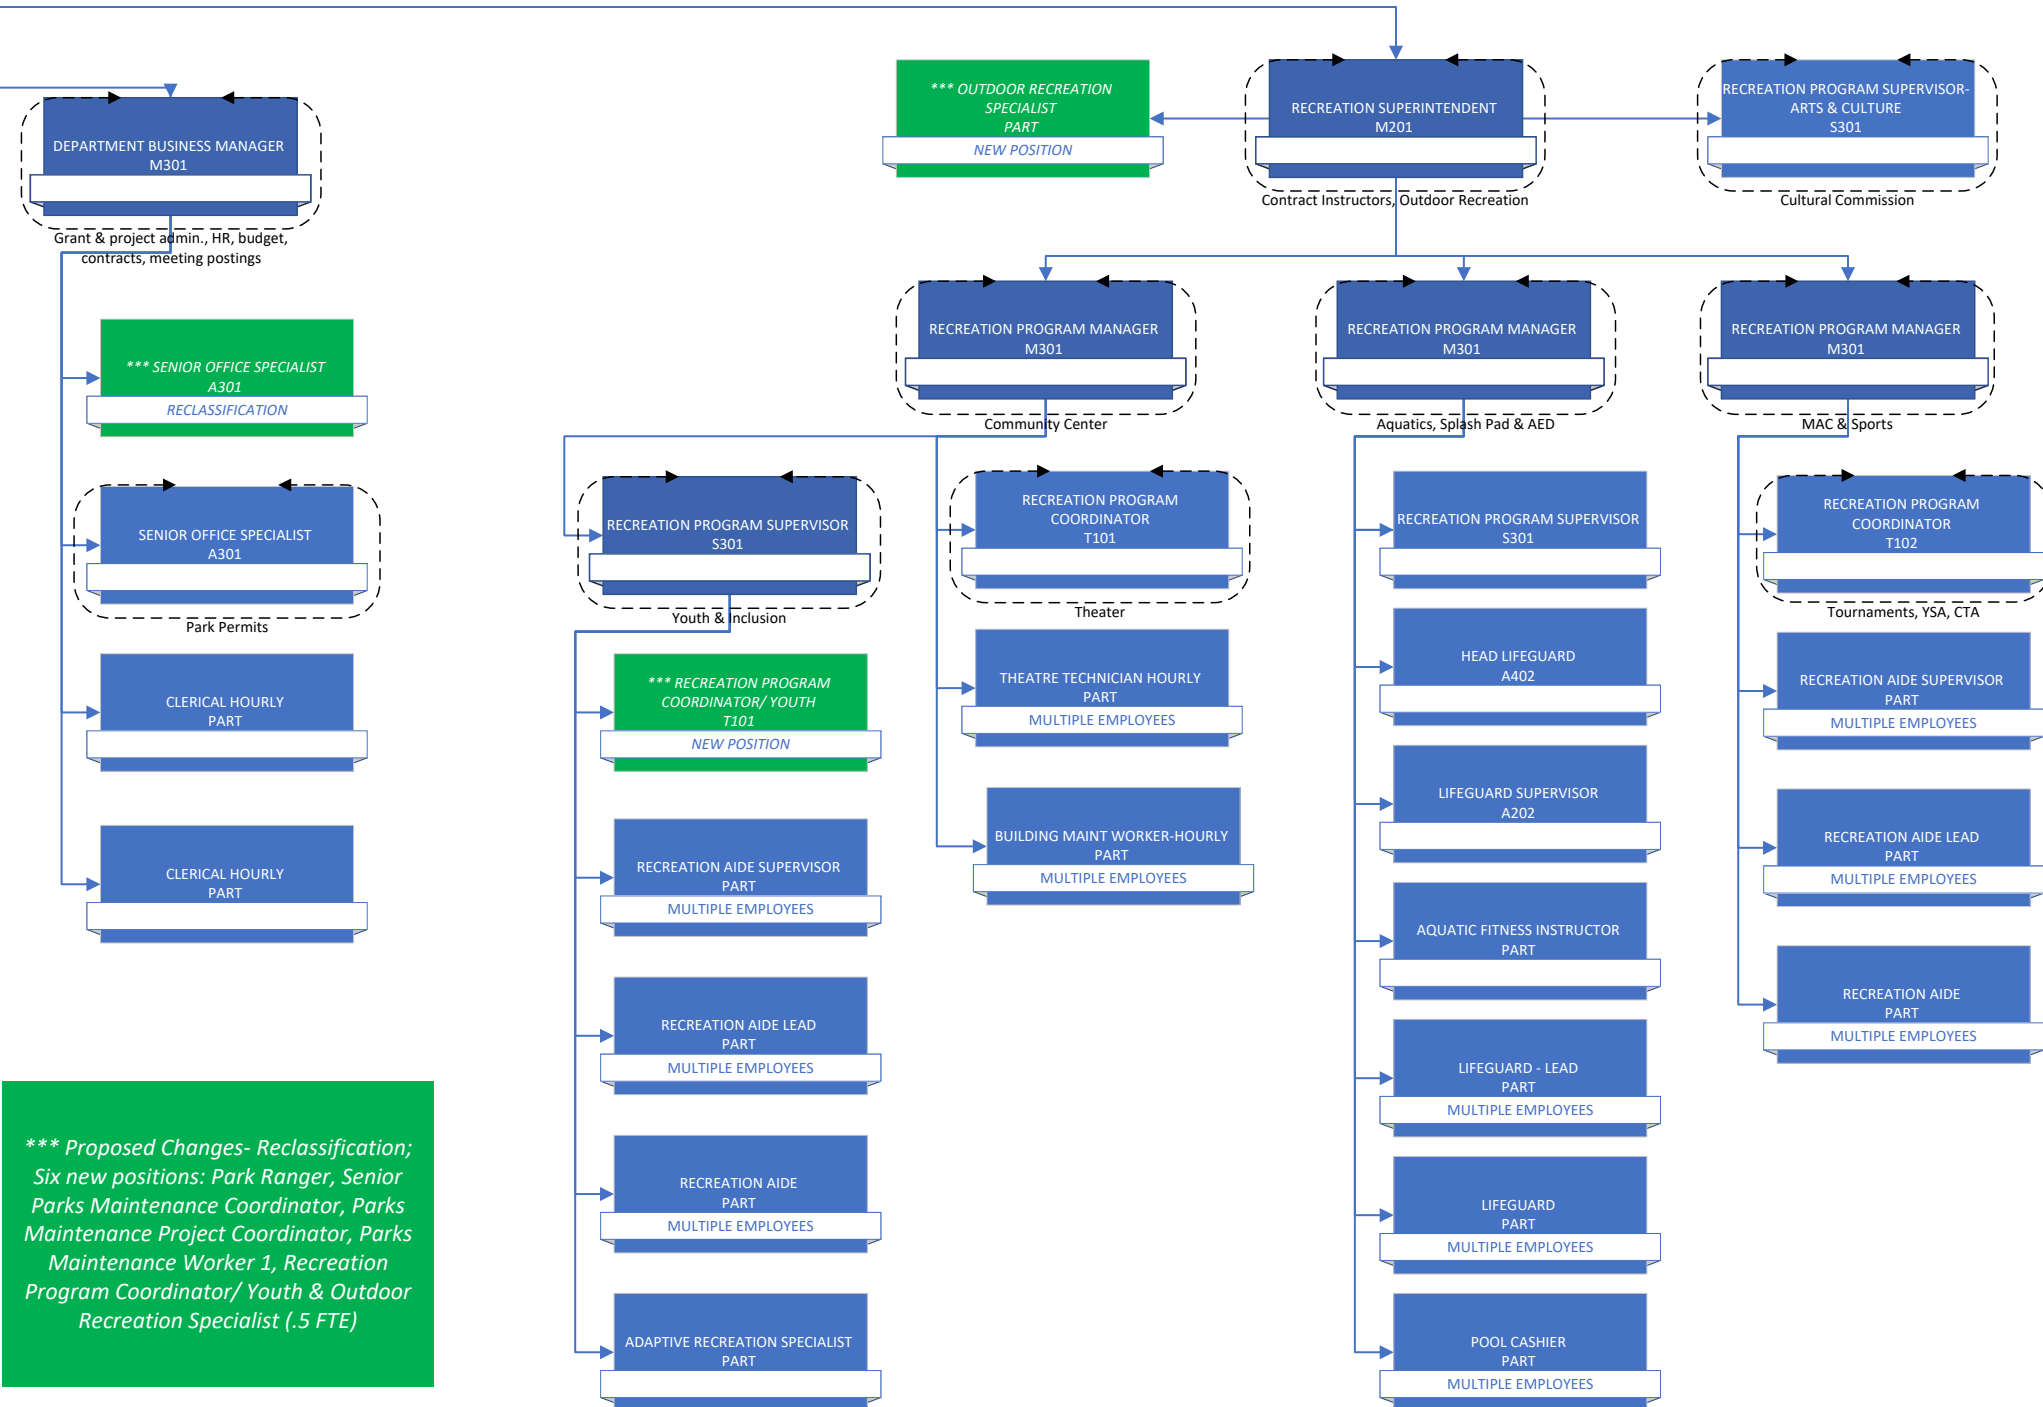 DEPARTMENT BUSINESS MANAGER
M301
Grant & project admin., HR, budget,
contracts, meeting postings
*** SENIOR OFFICE SPECIALIST
A301
RECLASSIFICATION
SENIOR OFFICE SPECIALIST
A301
Park Permits
CLERICAL HOURLY
PART
CLERICAL HOURLY
PART
*** OUTDOOR RECREATION
SPECIALIST
PART
NEW POSITION
RECREATION SUPERINTENDENT
M201
Contract Instructors, Outdoor Recreation
RECREATION PROGRAM SUPERVISOR-
ARTS & CULTURE
S301
Cultural Commission
RECREATION PROGRAM MANAGER
M301
Community Center
RECREATION PROGRAM SUPERVISOR
S301
Youth & Inclusion
*** RECREATION PROGRAM
COORDINATOR/ YOUTH
T101
NEW POSITION
RECREATION AIDE SUPERVISOR
PART
MULTIPLE EMPLOYEES
RECREATION AIDE LEAD
PART
MULTIPLE EMPLOYEES
RECREATION AIDE
PART
MULTIPLE EMPLOYEES
ADAPTIVE RECREATION SPECIALIST
PART
RECREATION PROGRAM
COORDINATOR
T101
Theater
THEATRE TECHNICIAN HOURLY
PART
MULTIPLE EMPLOYEES
BUILDING MAINT WORKER-HOURLY
PART
MULTIPLE EMPLOYEES
RECREATION PROGRAM MANAGER
M301
Aquatics, Splash Pad & AED
RECREATION PROGRAM SUPERVISOR
S301
HEAD LIFEGUARD
A402
LIFEGUARD SUPERVISOR
A202
AQUATIC FITNESS INSTRUCTOR
PART
LIFEGUARD - LEAD
PART
MULTIPLE EMPLOYEES
LIFEGUARD
PART
MULTIPLE EMPLOYEES
POOL CASHIER
PART
MULTIPLE EMPLOYEES
RECREATION PROGRAM MANAGER
M301
MAC & Sports
RECREATION PROGRAM
COORDINATOR
T102
Tournaments, YSA, CTA
RECREATION AIDE SUPERVISOR
PART
MULTIPLE EMPLOYEES
RECREATION AIDE LEAD
PART
MULTIPLE EMPLOYEES
RECREATION AIDE
PART
MULTIPLE EMPLOYEES
*** Proposed Changes- Reclassification;
Six new positions: Park Ranger, Senior
Parks Maintenance Coordinator, Parks
Maintenance Project Coordinator, Parks
Maintenance Worker 1, Recreation
Program Coordinator/ Youth & Outdoor
Recreation Specialist (.5 FTE)